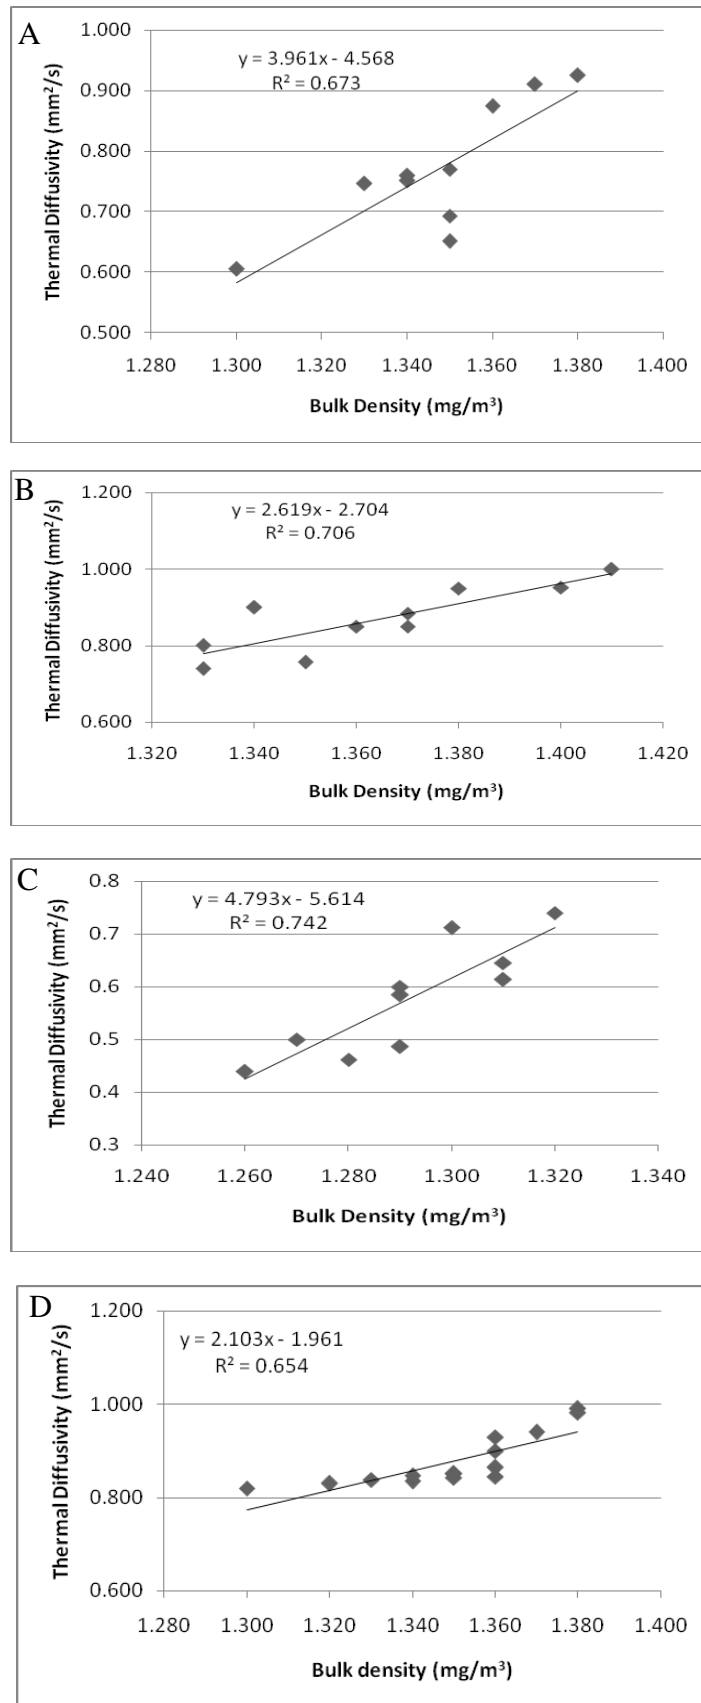 A
y = 3.961x - 4.568
R² = 0.673
Thermal Diffusivity (mm²/s)
1.000
0.900
0.800
0.700
0.600
0.500
1.280 1.300 1.320 1.340 1.360 1.380 1.400
Bulk Density (mg/m³)
B
y = 2.619x - 2.704
R² = 0.706
Thermal Diffusivity (mm²/s)
1.200
1.000
0.800
0.600
1.320 1.340 1.360 1.380 1.400 1.420
Bulk Density (mg/m³)
C
y = 4.793x - 5.614
R² = 0.742
Thermal Diffusivity (mm²/s)
0.8
0.7
0.6
0.5
0.4
0.3
1.240 1.260 1.280 1.300 1.320 1.340
Bulk Density (mg/m³)
D
y = 2.103x - 1.961
R² = 0.654
Thermal Diffusivity (mm²/s)
1.200
1.000
0.800
0.600
1.280 1.300 1.320 1.340 1.360 1.380 1.400
Bulk density (mg/m³)